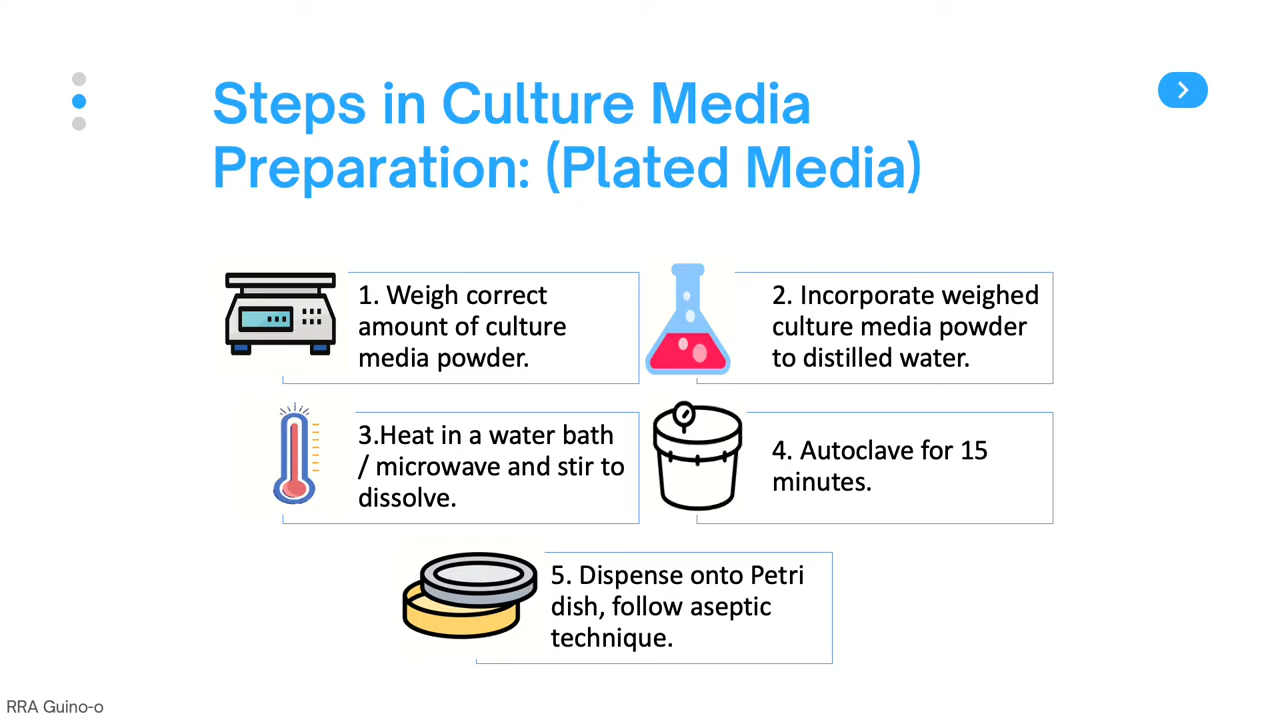 Steps in Culture Media
Preparation: (Plated Media)
1. Weigh correct
amount of culture
media powder.
2. Incorporate weighed
culture media powder
to distilled water.
3.Heat in a water bath
/ microwave and stir to
dissolve.
4. Autoclave for 15
minutes.
5. Dispense onto Petri
dish, follow aseptic
technique.
RRA Guino-o